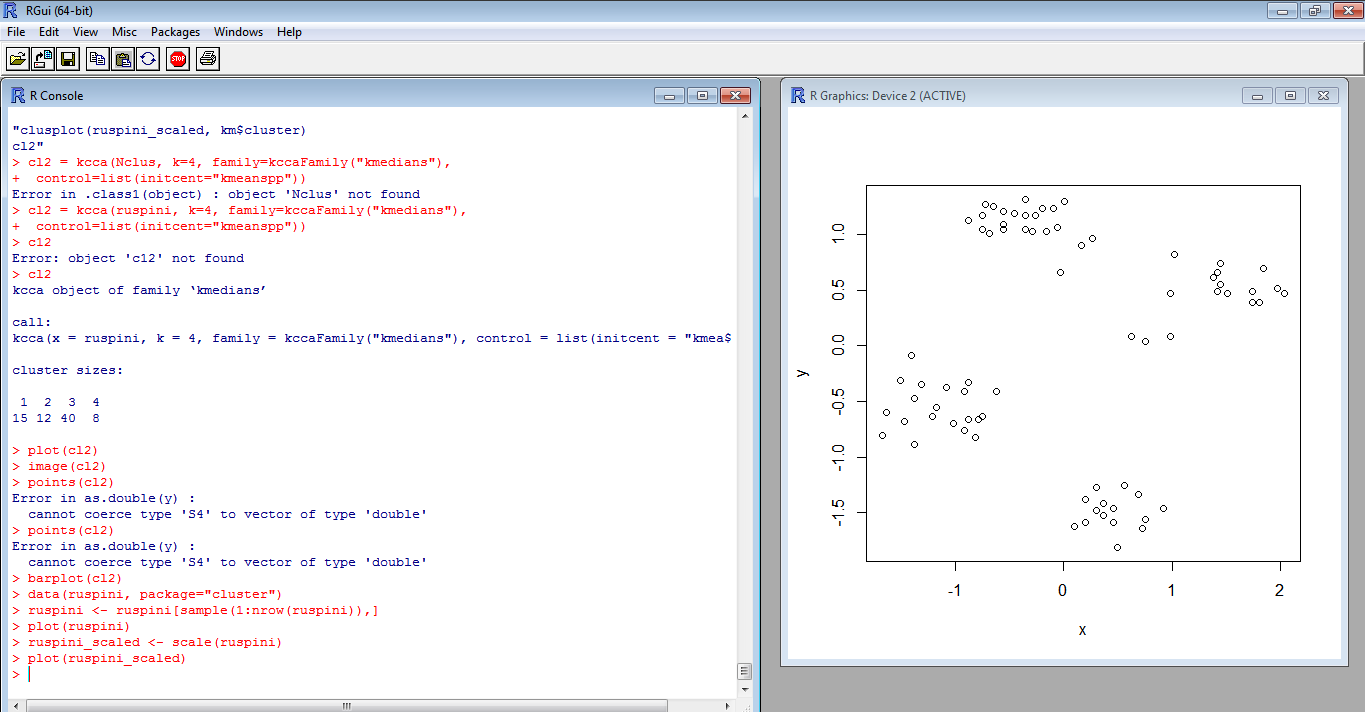 RGui (64-bit)
File Edit View Misc Packages Windows Help
STOP
R Console
"clusplot(ruspini_scaled, km$cluster)
cl2"
> cl2 = kcca(Nclus, k=4, family=kccaFamily("kmedians"),
+  control=list(initcent="kmeanspp"))
Error in .class1(object) : object 'Nclus' not found
> cl2 = kcca(ruspini, k=4, family=kccaFamily("kmedians"),
+  control=list(initcent="kmeanspp"))
> c12
Error: object 'c12' not found
> cl2
kcca object of family ‘kmedians’
call:
kcca(x = ruspini, k = 4, family = kccaFamily("kmedians"), control = list(initcent = "kmea$
cluster sizes:
 1  2  3  4
15 12 40  8
> plot(cl2)
> image(cl2)
> points(cl2)
Error in as.double(y) :
  cannot coerce type 'S4' to vector of type 'double'
> points(cl2)
Error in as.double(y) :
  cannot coerce type 'S4' to vector of type 'double'
> barplot(cl2)
> data(ruspini, package="cluster")
> ruspini <- ruspini[sample(1:nrow(ruspini)),]
> plot(ruspini)
> ruspini_scaled <- scale(ruspini)
> plot(ruspini_scaled)
>
R Graphics: Device 2 (ACTIVE)
1.0
0.5
0.0
-0.5
-1.0
-1.5
y
-1 0 1 2
x